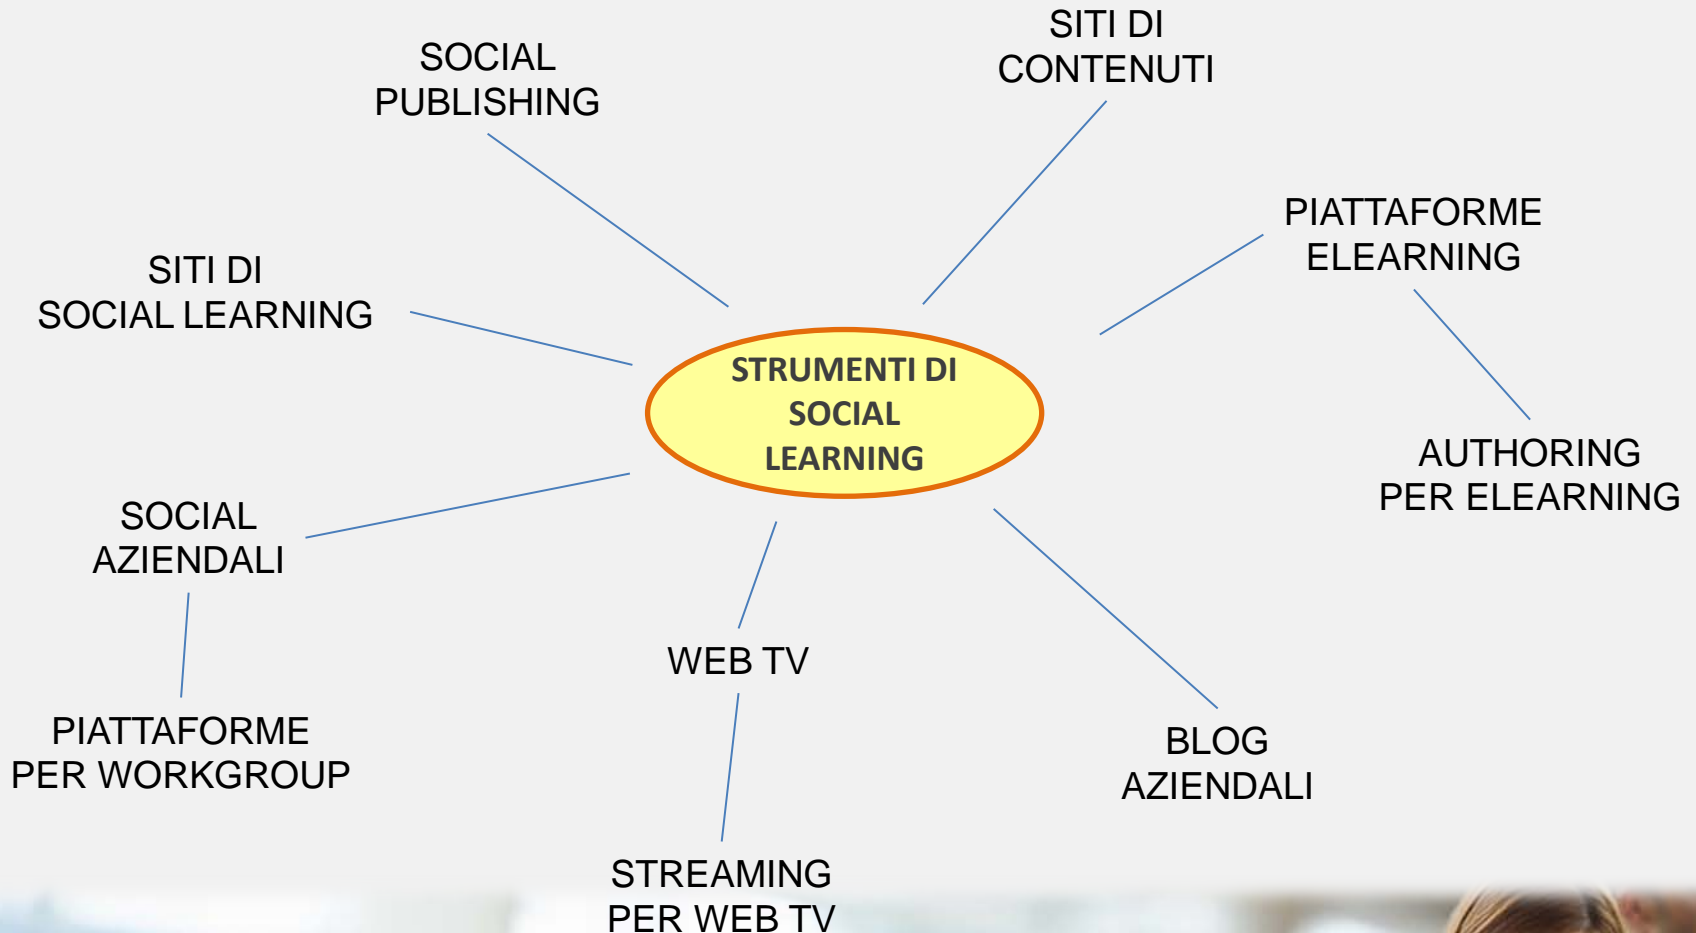 SITI DI
CONTENUTI
SOCIAL
PUBLISHING
PIATTAFORME
ELEARNING
SITI DI
SOCIAL LEARNING
STRUMENTI DI
SOCIAL
LEARNING
AUTHORING
PER ELEARNING
SOCIAL
AZIENDALI
WEB TV
PIATTAFORME
PER WORKGROUP
BLOG
AZIENDALI
STREAMING
PER WEB TV